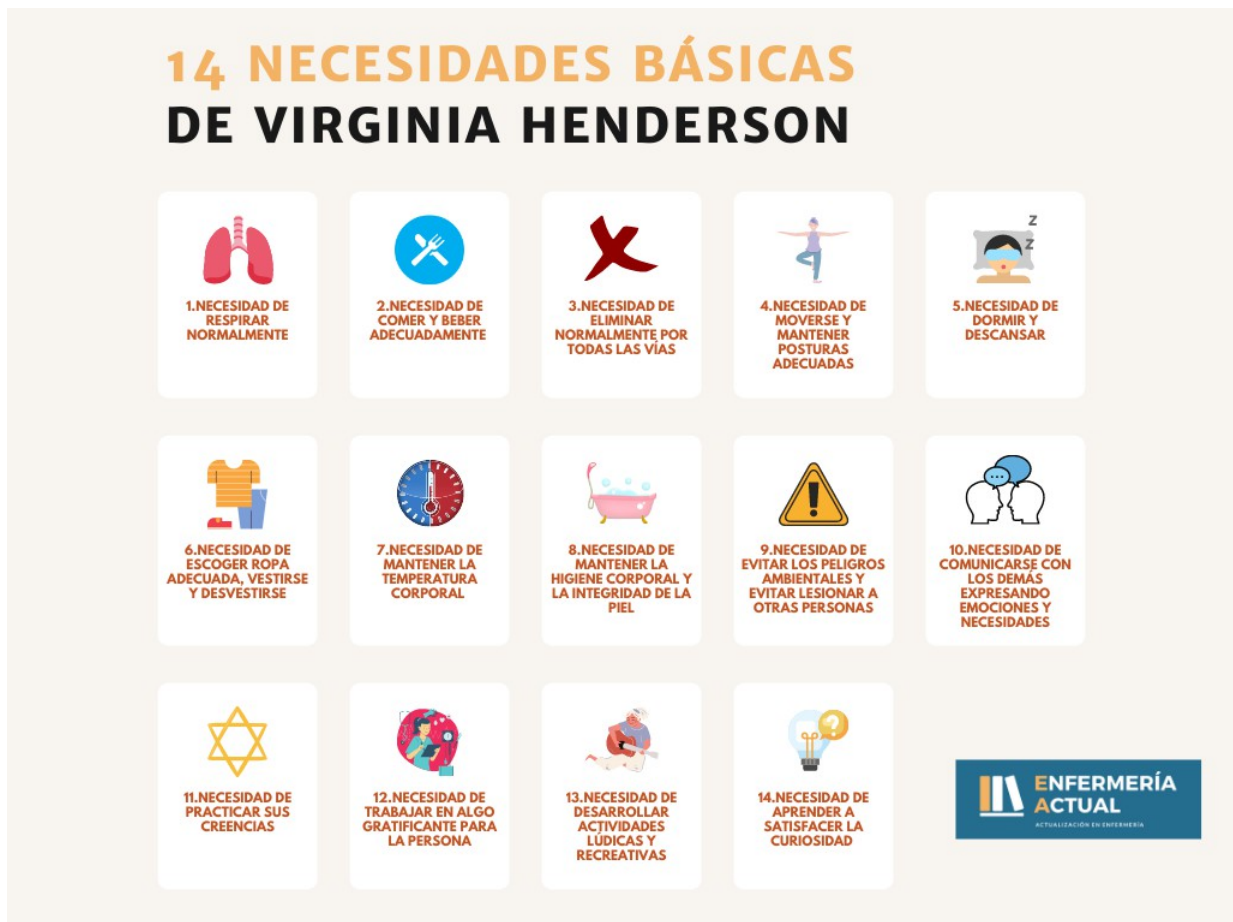 14 NECESIDADES BÁSICAS
DE VIRGINIA HENDERSON
1.NECESIDAD DE
RESPIRAR
NORMALMENTE
2.NECESIDAD DE
COMER Y BEBER
ADECUADAMENTE
3.NECESIDAD DE
ELIMINAR
NORMALMENTE POR
TODAS LAS VÍAS
4.NECESIDAD DE
MOVERSE Y
MANTENER
POSTURAS
ADECUADAS
Z
Z
5.NECESIDAD DE
DORMIR Y
DESCANSAR
6.NECESIDAD DE
ESCOGER ROPA
ADECUADA, VESTIRSE
Y DESVESTIRSE
7.NECESIDAD DE
MANTENER LA
TEMPERATURA
CORPORAL
8.NECESIDAD DE
MANTENER LA
HIGIENE CORPORAL Y
LA INTEGRIDAD DE LA
PIEL
9.NECESIDAD DE
EVITAR LOS PELIGROS
AMBIENTALES Y
EVITAR LESIONAR A
OTRAS PERSONAS
10.NECESIDAD DE
COMUNICARSE CON
LOS DEMÁS
EXPRESANDO
EMOCIONES Y
NECESIDADES
11.NECESIDAD DE
PRACTICAR SUS
CREENCIAS
12.NECESIDAD DE
TRABAJAR EN ALGO
GRATIFICANTE PARA
LA PERSONA
13.NECESIDAD DE
DESARROLLAR
ACTIVIDADES
LÚDICAS Y
RECREATIVAS
14.NECESIDAD DE
APRENDER A
SATISFACER LA
CURIOSIDAD
ENFERMERÍA
ACTUAL
ACTUALIZACIÓN EN ENFERMERÍA